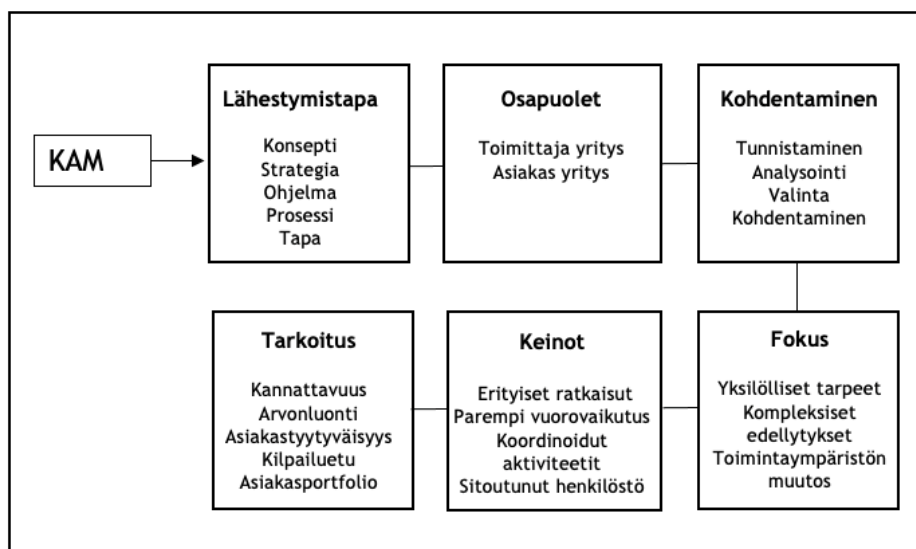 KAM
Lähestymistapa
Konsepti
Strategia
Ohjelma
Prosessi
Tapa
Osapuolet
Toimittaja yritys
Asiakas yritys
Kohdentaminen
Tunnistaminen
Analysointi
Valinta
Kohdentaminen
Fokus
Yksilölliset tarpeet
Kompleksiset
edellytykset
Toimintaympäristön
muutos
Keinot
Erityiset ratkaisut
Parempi vuorovaikutus
Koordinoidut
aktiviteetit
Sitoutunut henkilöstö
Tarkoitus
Kannattavuus
Arvonluonti
Asiakastyytyväisyys
Kilpailuetu
Asiakasportfolio